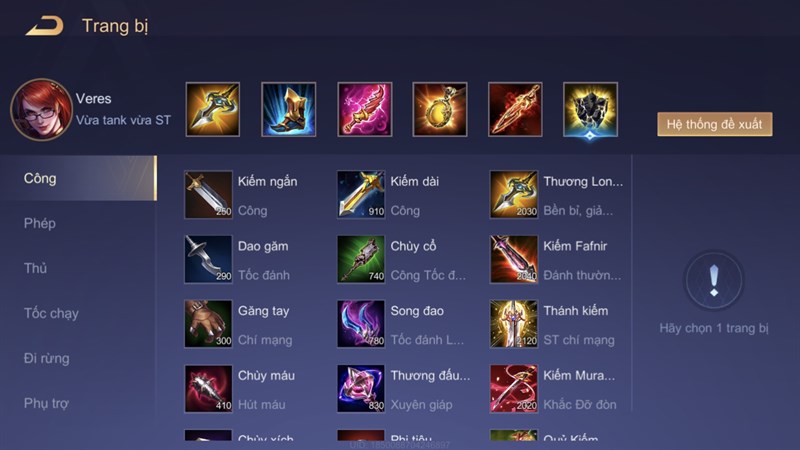 Trang bị
Veres
Vừa tank vừa ST
Hệ thống đề xuất
Công
Phép
Thủ
Tốc chạy
Đi rừng
Phụ trợ
Kiếm ngắn
250
Công
Kiếm dài
910
Công
Thương Lon...
2030
Bền bỉ, giả...
Dao găm
290
Tốc đánh
Chùy cổ
740
Công Tốc đ...
Kiếm Fafnir
2040
Đánh thườn...
Găng tay
300
Chí mạng
Song đao
780
Tốc đánh L...
Thánh kiếm
2120
ST chí mạng
Chùy máu
410
Hút máu
Thương đấu...
830
Xuyên giáp
Kiếm Mura...
2020
Khắc Đỡ đòn
Chùy xích
Phi tiêu
Quỷ Kiếm
Hãy chọn 1 trang bị